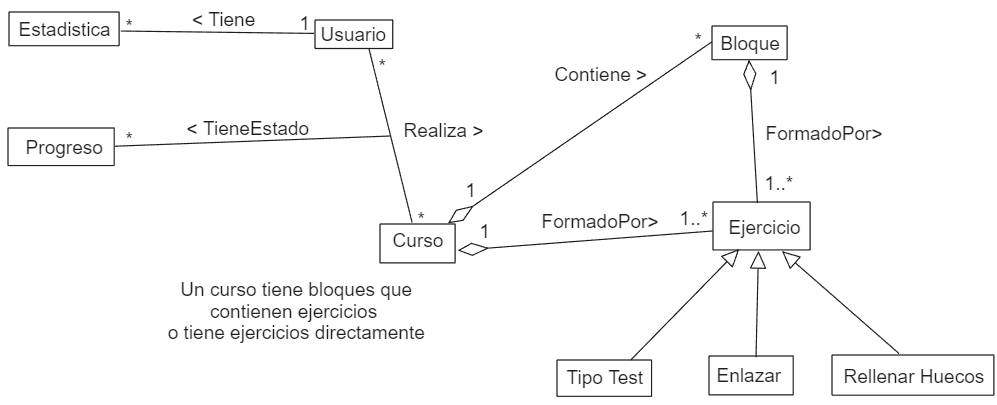 Estadistica
*
< Tiene
1
Usuario
*
Bloque
*
1
Contiene >
Progreso
*
< TieneEstado
Realiza >
FormadoPor>
1..*
1
*
Curso
1
FormadoPor>
1..*
Ejercicio
Un curso tiene bloques que
contienen ejercicios
o tiene ejercicios directamente
Tipo Test
Enlazar
Rellenar Huecos